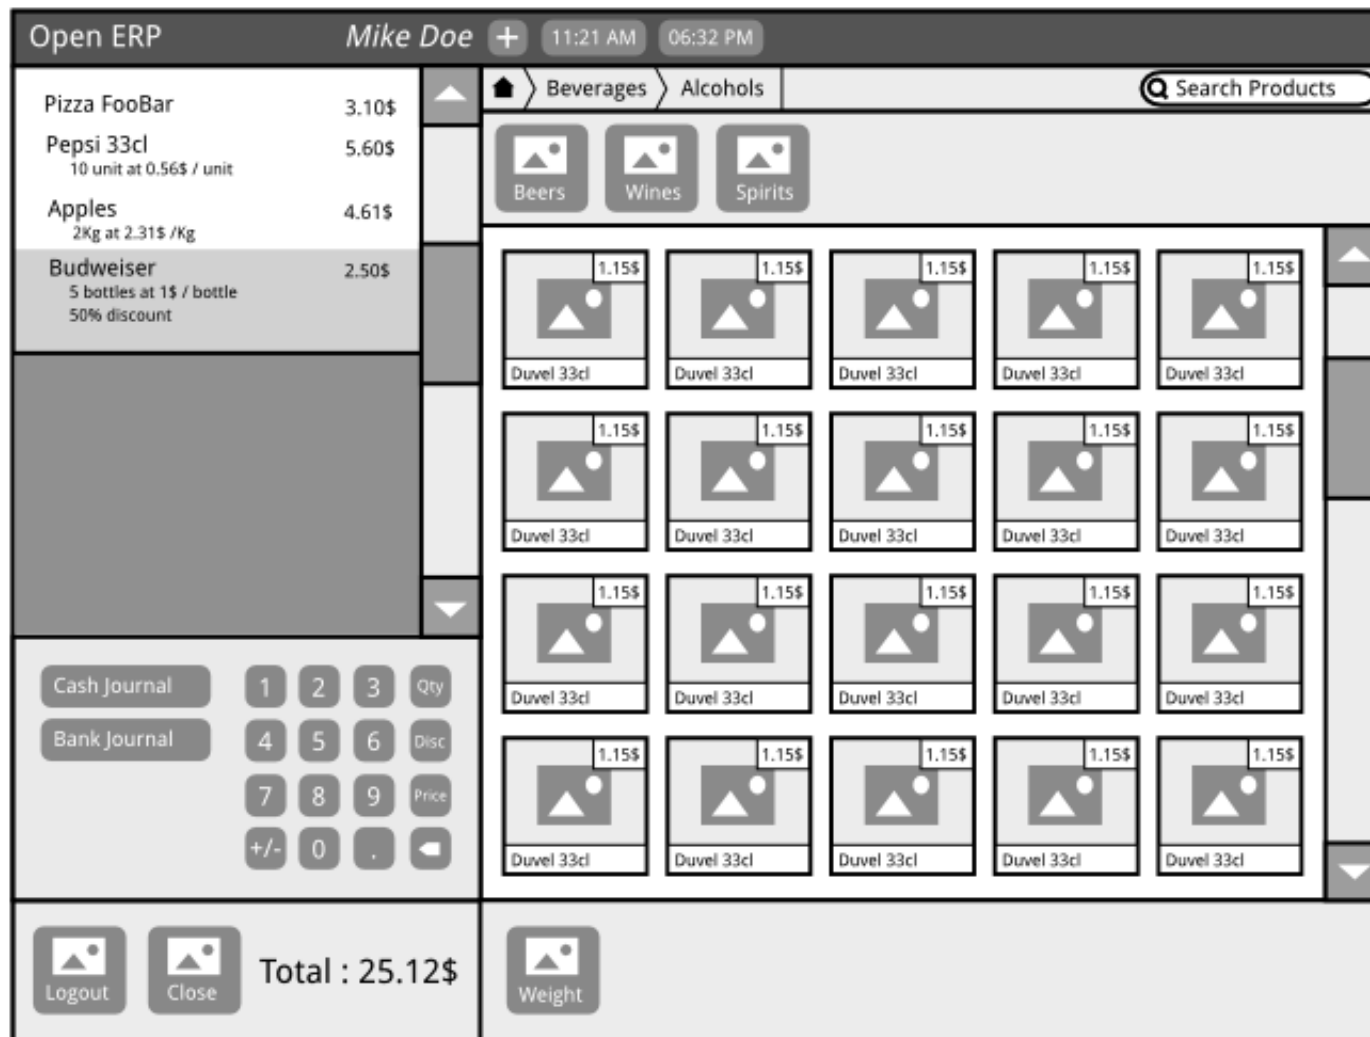 Open ERP
Mike Doe + 11:21 AM 06:32 PM
Pizza FooBar 3.10$
Pepsi 33cl 5.60$
10 unit at 0.56$ / unit
Apples 4.61$
2Kg at 2.31$ /Kg
Budweiser 2.50$
5 bottles at 1$ / bottle
50% discount
Cash Journal
Bank Journal
1 2 3 Qty
4 5 6 Disc
7 8 9 Price
+/- 0 .
Logout
Close
Total : 25.12$
Beverages Alcohols
Search Products
Beers Wines Spirits
1.15$ 1.15$ 1.15$ 1.15$ 1.15$
Duvel 33cl Duvel 33cl Duvel 33cl Duvel 33cl Duvel 33cl
1.15$ 1.15$ 1.15$ 1.15$ 1.15$
Duvel 33cl Duvel 33cl Duvel 33cl Duvel 33cl Duvel 33cl
1.15$ 1.15$ 1.15$ 1.15$ 1.15$
Duvel 33cl Duvel 33cl Duvel 33cl Duvel 33cl Duvel 33cl
1.15$ 1.15$ 1.15$ 1.15$ 1.15$
Duvel 33cl Duvel 33cl Duvel 33cl Duvel 33cl Duvel 33cl
Weight